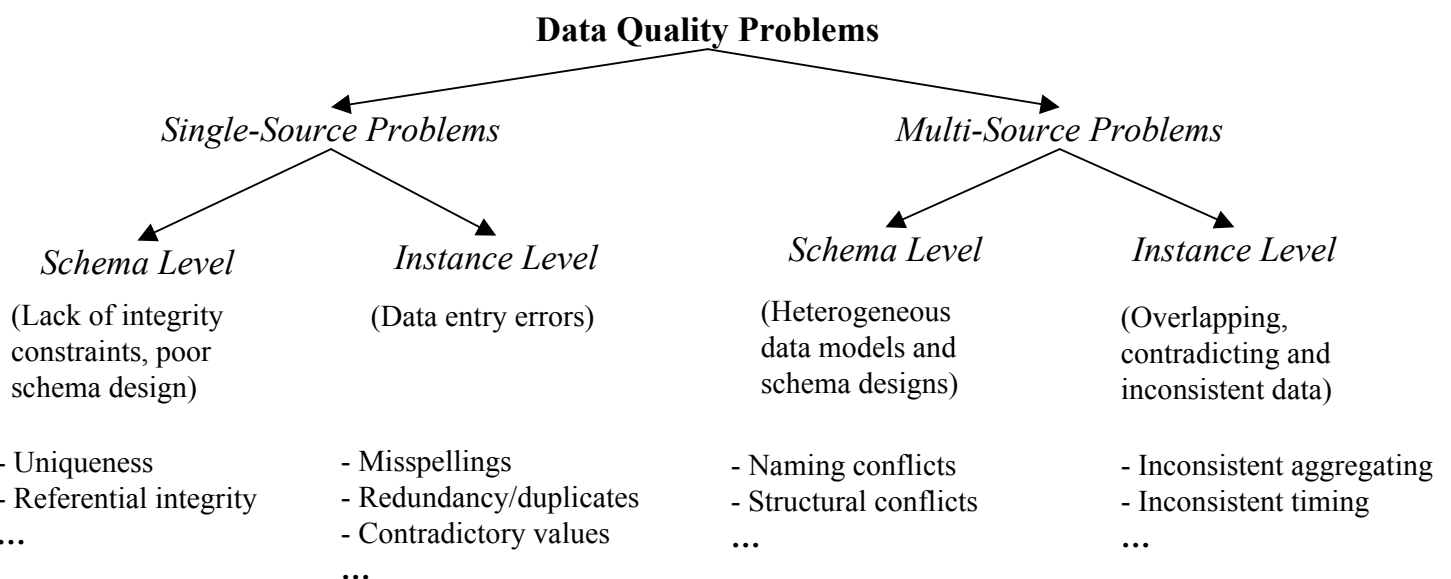 Data Quality Problems
Single-Source Problems
Multi-Source Problems
Schema Level
Instance Level
Schema Level
Instance Level
(Lack of integrity
constraints, poor
schema design)
(Data entry errors)
(Heterogeneous
data models and
schema designs)
(Overlapping,
contradicting and
inconsistent data)
- Uniqueness
- Referential integrity
…
- Misspellings
- Redundancy/duplicates
- Contradictory values
…
- Naming conflicts
- Structural conflicts
…
- Inconsistent aggregating
- Inconsistent timing
…